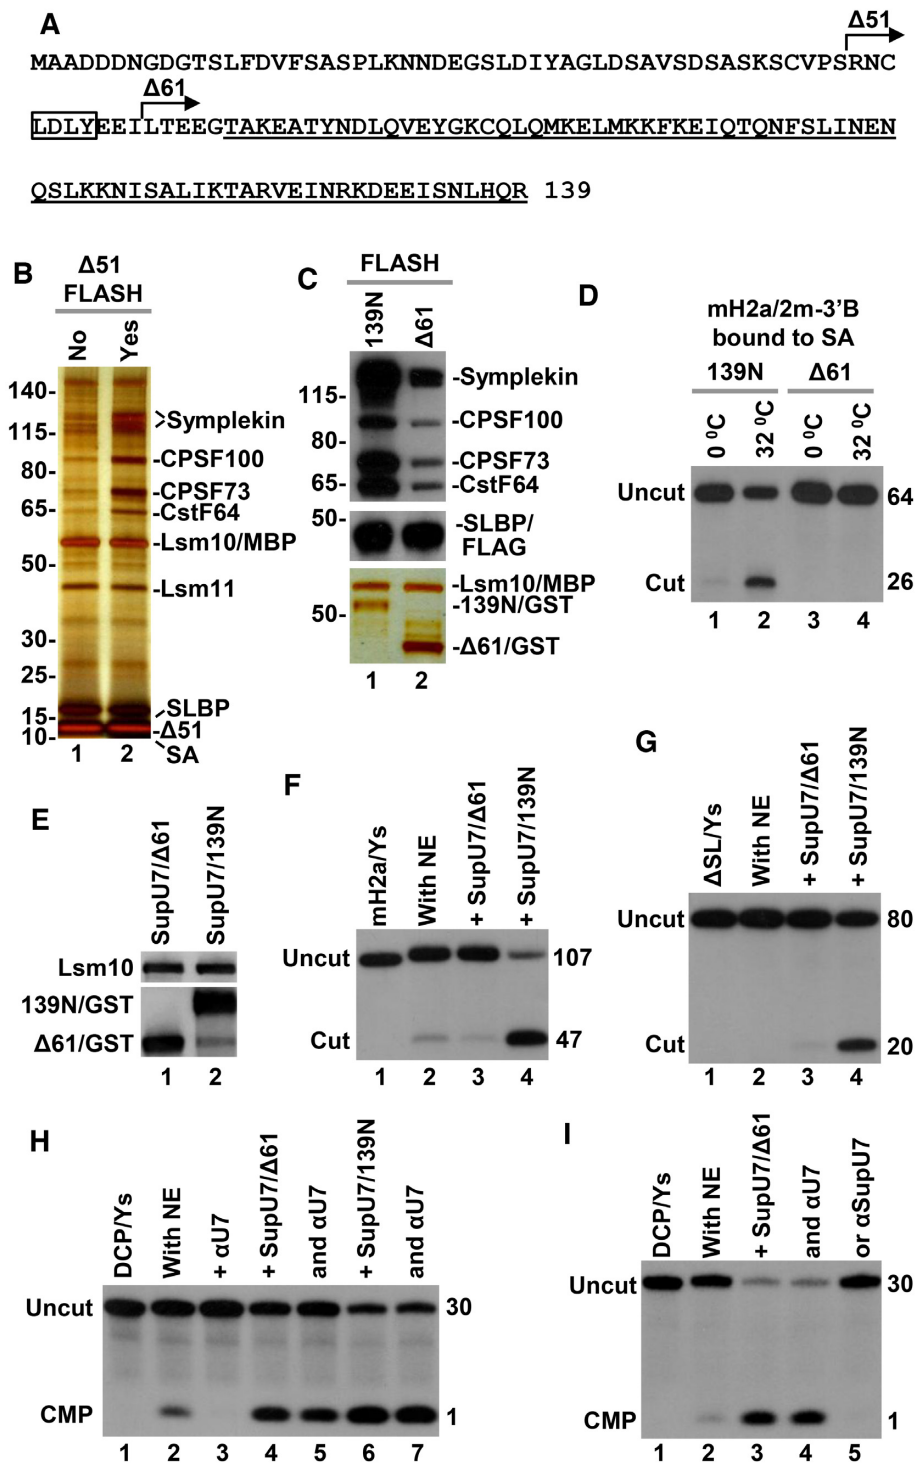 A
Δ51
MAADDDNGDGTSLFDVFSASPLKNNDEGSLDIYAGLDSAVSDSASKSCVPSRNC
Δ61
LDLYEEILTEEGTAKEATYNDLQVEYGKCQLQMKELMKKFKEIQTQNFSLINEN
QSLKKNISALIKTARVEINRKDEEISNLHQR 139
B
Δ51
FLASH
No
Yes
140-
115-
80-
65-
50-
30-
25-
15-
10-
Symplekin
-CPSF100
-CPSF73
-CstF64
-Lsm10/MBP
-Lsm11
SLBP
-Δ51
SA
1 2
C
FLASH
139N
Δ61
115-
80-
65-
50-
50-
-Symplekin
-CPSF100
-CPSF73
-CstF64
-SLBP/
FLAG
-Lsm10/MBP
-139N/GST
-Δ61/GST
1 2
D
mH2a/2m-3'B
bound to SA
139N Δ61
0 ⁰C
32 ⁰C
0 ⁰C
32 ⁰C
Uncut 64
Cut 26
1 2 3 4
E
SupU7/Δ61
SupU7/139N
Lsm10
139N/GST
Δ61/GST
1 2
F
mH2a/Ys
With NE
+ SupU7/Δ61
+ SupU7/139N
Uncut 107
Cut 47
1 2 3 4
G
ΔSL/Ys
With NE
+ SupU7/Δ61
+ SupU7/139N
Uncut 80
Cut 20
1 2 3 4
H
DCP/Ys
With NE
+ αU7
+ SupU7/Δ61
and αU7
+ SupU7/139N
and αU7
Uncut 30
CMP 1
1 2 3 4 5 6 7
I
DCP/Ys
With NE
+ SupU7/Δ61
and αU7
or αSupU7
Uncut 30
CMP 1
1 2 3 4 5